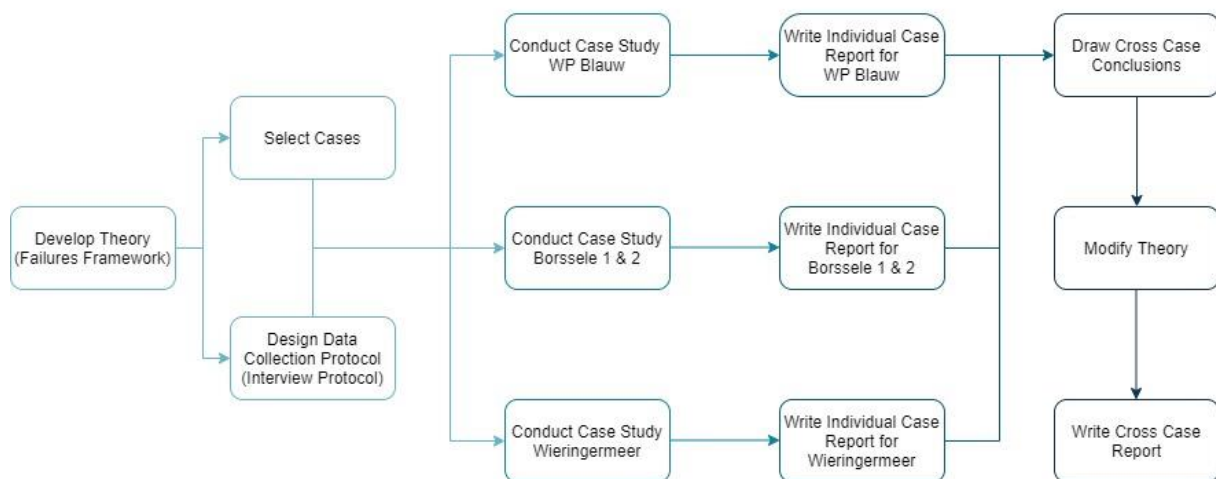 Develop Theory
(Failures Framework)
Select Cases
Design Data
Collection Protocol
(Interview Protocol)
Conduct Case Study
WP Blauw
Write Individual Case
Report for
WP Blauw
Conduct Case Study
Borssele 1 & 2
Write Individual Case
Report for
Borssele 1 & 2
Conduct Case Study
Wieringermeer
Write Individual Case
Report for
Wieringermeer
Draw Cross Case
Conclusions
Modify Theory
Write Cross Case
Report